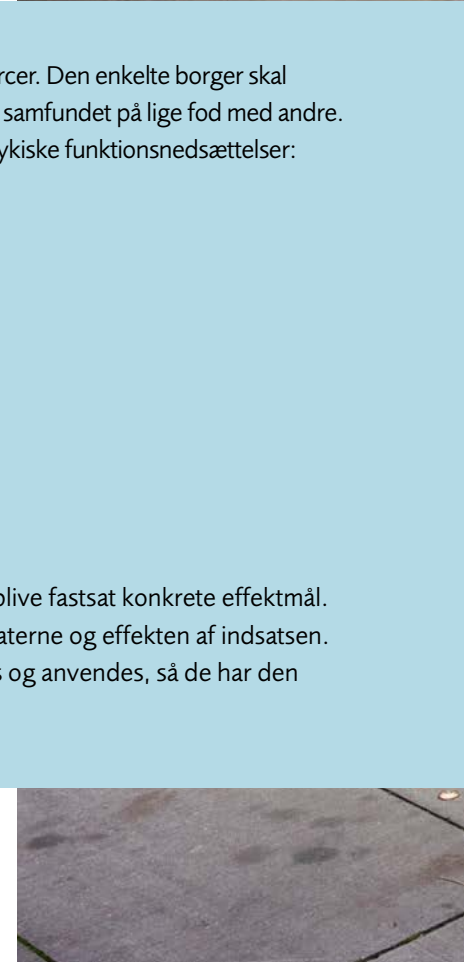 rcer. Den enkelte borger skal
samfundet på lige fod med andre.
ykiske funktionsnedsættelser:
blive fastsat konkrete effektmål.
aterne og effekten af indsatsen.
s og anvendes, så de har den